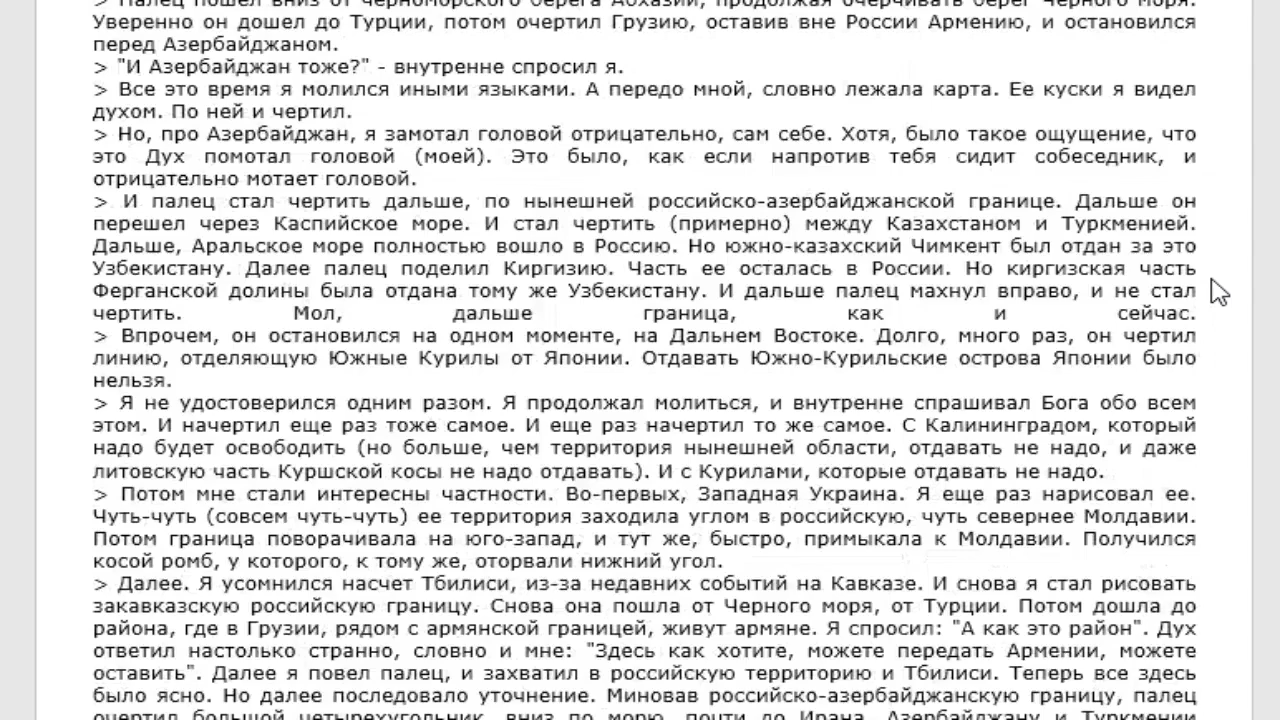 > Палец пошел вниз от черноморского берега Абхазии, продолжая очерчивать берег Черного моря.
Уверенно он дошел до Турции, потом очертил Грузию, оставив вне России Армению, и остановился
перед Азербайджаном.
> "И Азербайджан тоже?" - внутренне спросил я.
> Все это время я молился иными языками. А передо мной, словно лежала карта. Ее куски я видел
духом. По ней и чертил.
> Но, про Азербайджан, я замотал головой отрицательно, сам себе. Хотя, было такое ощущение, что
это Дух помотал головой (моей). Это было, как если напротив тебя сидит собеседник, и
отрицательно мотает головой.
> И палец стал чертить дальше, по нынешней российско-азербайджанской границе. Дальше он
перешел через Каспийское море. И стал чертить (примерно) между Казахстаном и Туркменией.
Дальше, Аральское море полностью вошло в Россию. Но южно-казахский Чимкент был отдан за это
Узбекистану. Далее палец поделил Киргизию. Часть ее осталась в России. Но киргизская часть
Ферганской долины была отдана тому же Узбекистану. И дальше палец махнул вправо, и не стал
чертить. Мол, дальше граница, как и сейчас.
> Впрочем, он остановился на одном моменте, на Дальнем Востоке. Долго, много раз, он чертил
линию, отделяющую Южные Курилы от Японии. Отдавать Южно-Курильские острова Японии было
нельзя.
> Я не удостоверился одним разом. Я продолжал молиться, и внутренне спрашивал Бога обо всем
этом. И начертил еще раз тоже самое. И еще раз начертил то же самое. С Калининградом, который
надо будет освободить (но больше, чем территория нынешней области, отдавать не надо, и даже
литовскую часть Куршской косы не надо отдавать). И с Курилами, которые отдавать не надо.
> Потом мне стали интересны частности. Во-первых, Западная Украина. Я еще раз нарисовал ее.
Чуть-чуть (совсем чуть-чуть) ее территория заходила углом в российскую, чуть севернее Молдавии.
Потом граница поворачивала на юго-запад, и тут же, быстро, примыкала к Молдавии. Получился
косой ромб, у которого, к тому же, оторвали нижний угол.
> Далее. Я усомнился насчет Тбилиси, из-за недавних событий на Кавказе. И снова я стал рисовать
закавказскую российскую границу. Снова она пошла от Черного моря, от Турции. Потом дошла до
района, где в Грузии, рядом с армянской границей, живут армяне. Я спросил: "А как это район". Дух
ответил настолько странно, словно и мне: "Здесь как хотите, можете передать Армении, можете
оставить". Далее я повел палец, и захватил в российскую территорию и Тбилиси. Теперь все здесь
было ясно. Но далее последовало уточнение. Миновав российско-азербайджанскую границу, палец
очертил большой четырехугольник, вниз по морю, почти до Ирана. Азербайджану и Туркмении